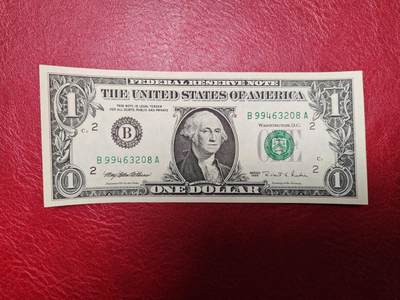 FEDERAL RESERVE NOTE
THE UNITED STATES OF AMERICA
THIS NOTE IS LEGAL TENDER
FOR ALL DEBTS, PUBLIC AND PRIVATE
B 99463208 A
WASHINGTON, D.C.
1
1
2
2
B
B 99463208 A
2
2
1
1
ONE DOLLAR